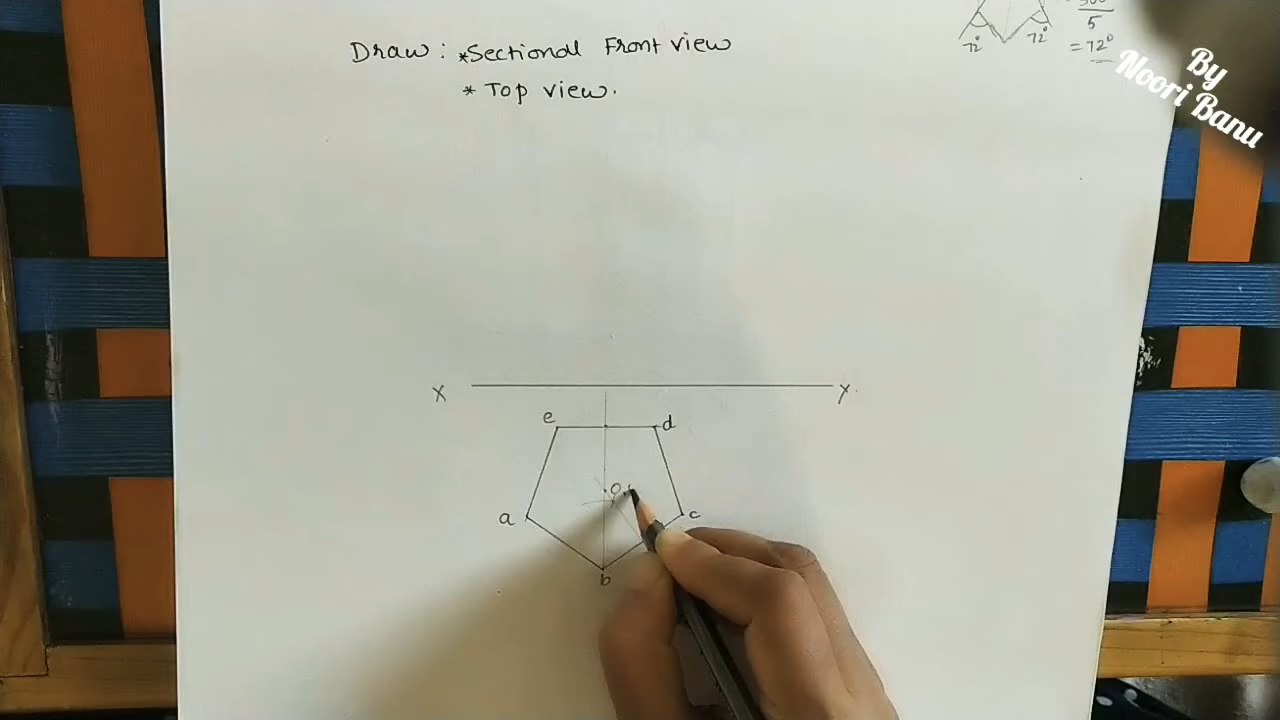 Draw : *Sectional Front view
* Top view.
5
72° 72° = 72°
By
Noori Banu
X Y
e d
o,
a c
b